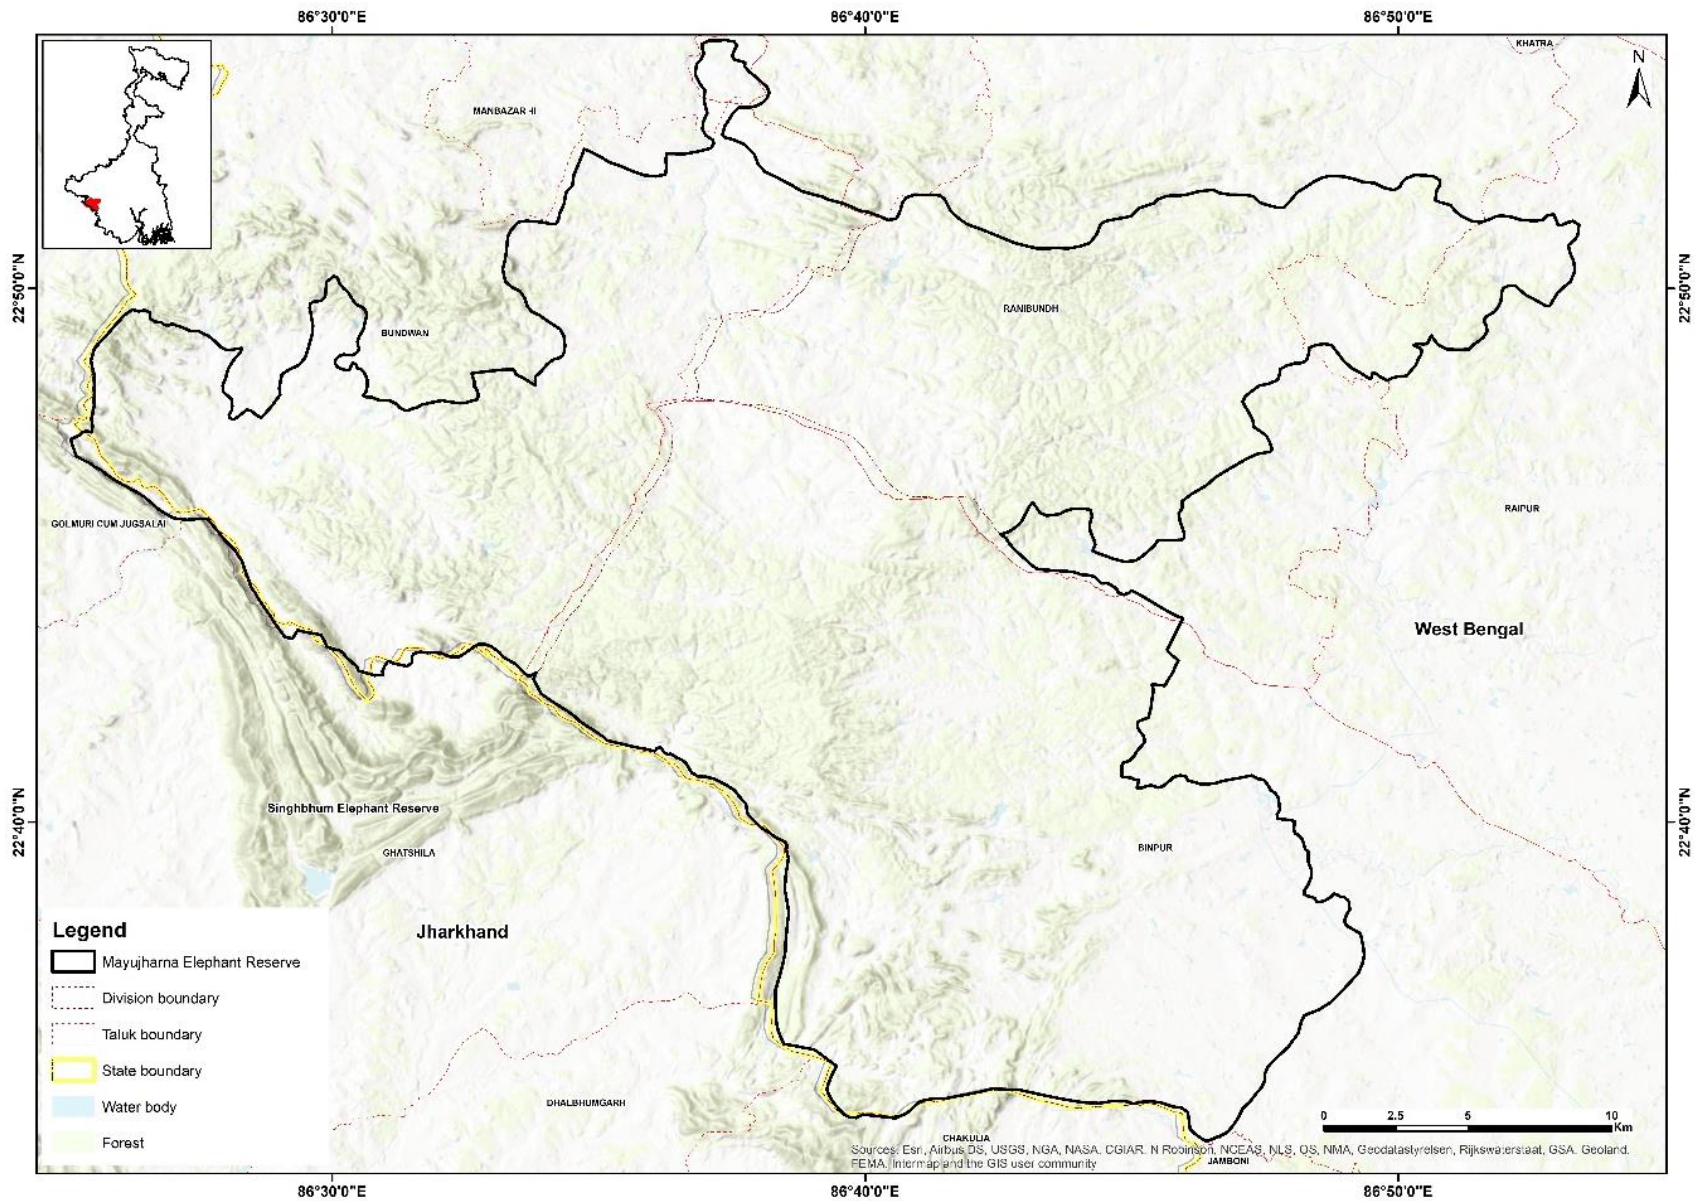 86°30'0"E
86°40'0"E
86°50'0"E
KHATRA
N
MANBAZAR -II
22°50'0"N
22°50'0"N
RANIBUNDH
BUNDWAN
GOLMURI CUM JUGSALAI
RAIPUR
West Bengal
Singhbhum Elephant Reserve
22°40'0"N
22°40'0"N
GHATSHILA
BINPUR
Jharkhand
Legend
Mayujharna Elephant Reserve
Division boundary
Taluk boundary
State boundary
Water body
Forest
DHALBHUMGARH
CHAKULIA
JAMBONI
0 2.5 5 10
Km
Sources: Esri, Airbus DS, USGS, NGA, NASA, CGIAR, N Robinson, NCEAS, NLS, OS, NMA, Geodatastyrelsen, Rijkswaterstaat, GSA, Geoland,
FEMA, Intermap and the GIS user community
86°30'0"E
86°40'0"E
86°50'0"E